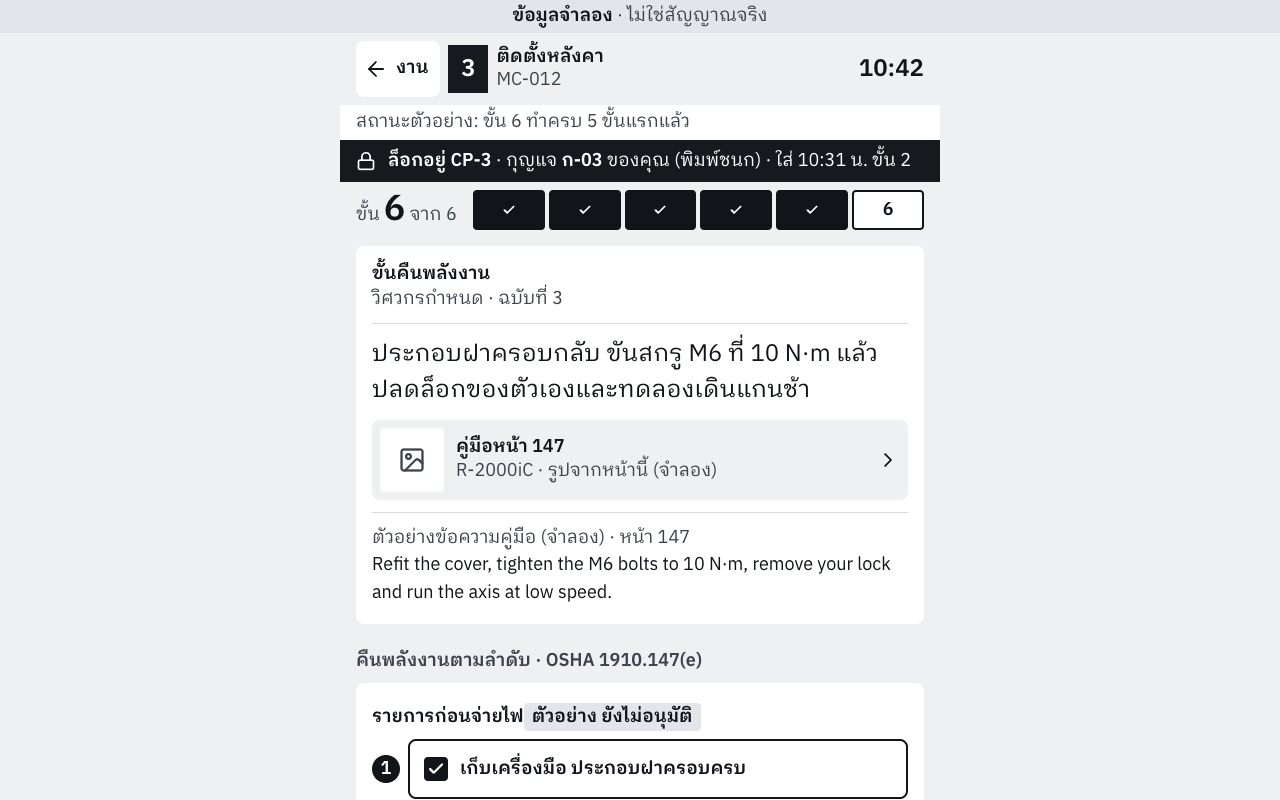 ข้อมูลจำลอง · ไม่ใช่สัญญาณจริง
งาน
3
ติดตั้งหลังคา
MC-012
10:42
สถานะตัวอย่าง: ขั้น 6 ทำครบ 5 ขั้นแรกแล้ว
ล็อกอยู่ CP-3 · กุญแจ ก-03 ของคุณ (พิมพ์ชนก) · ใส่ 10:31 น. ขั้น 2
ขั้น 6 จาก 6
6
ขั้นคืนพลังงาน
วิศวกรกำหนด · ฉบับที่ 3
ประกอบฝาครอบกลับ ขันสกรู M6 ที่ 10 N·m แล้ว
ปลดล็อกของตัวเองและทดลองเดินแกนช้า
คู่มือหน้า 147
R-2000iC · รูปจากหน้านี้ (จำลอง)
ตัวอย่างข้อความคู่มือ (จำลอง) · หน้า 147
Refit the cover, tighten the M6 bolts to 10 N·m, remove your lock
and run the axis at low speed.
คืนพลังงานตามลำดับ · OSHA 1910.147(e)
รายการก่อนจ่ายไฟ ตัวอย่าง ยังไม่อนุมัติ
1
เก็บเครื่องมือ ประกอบฝาครอบครบ